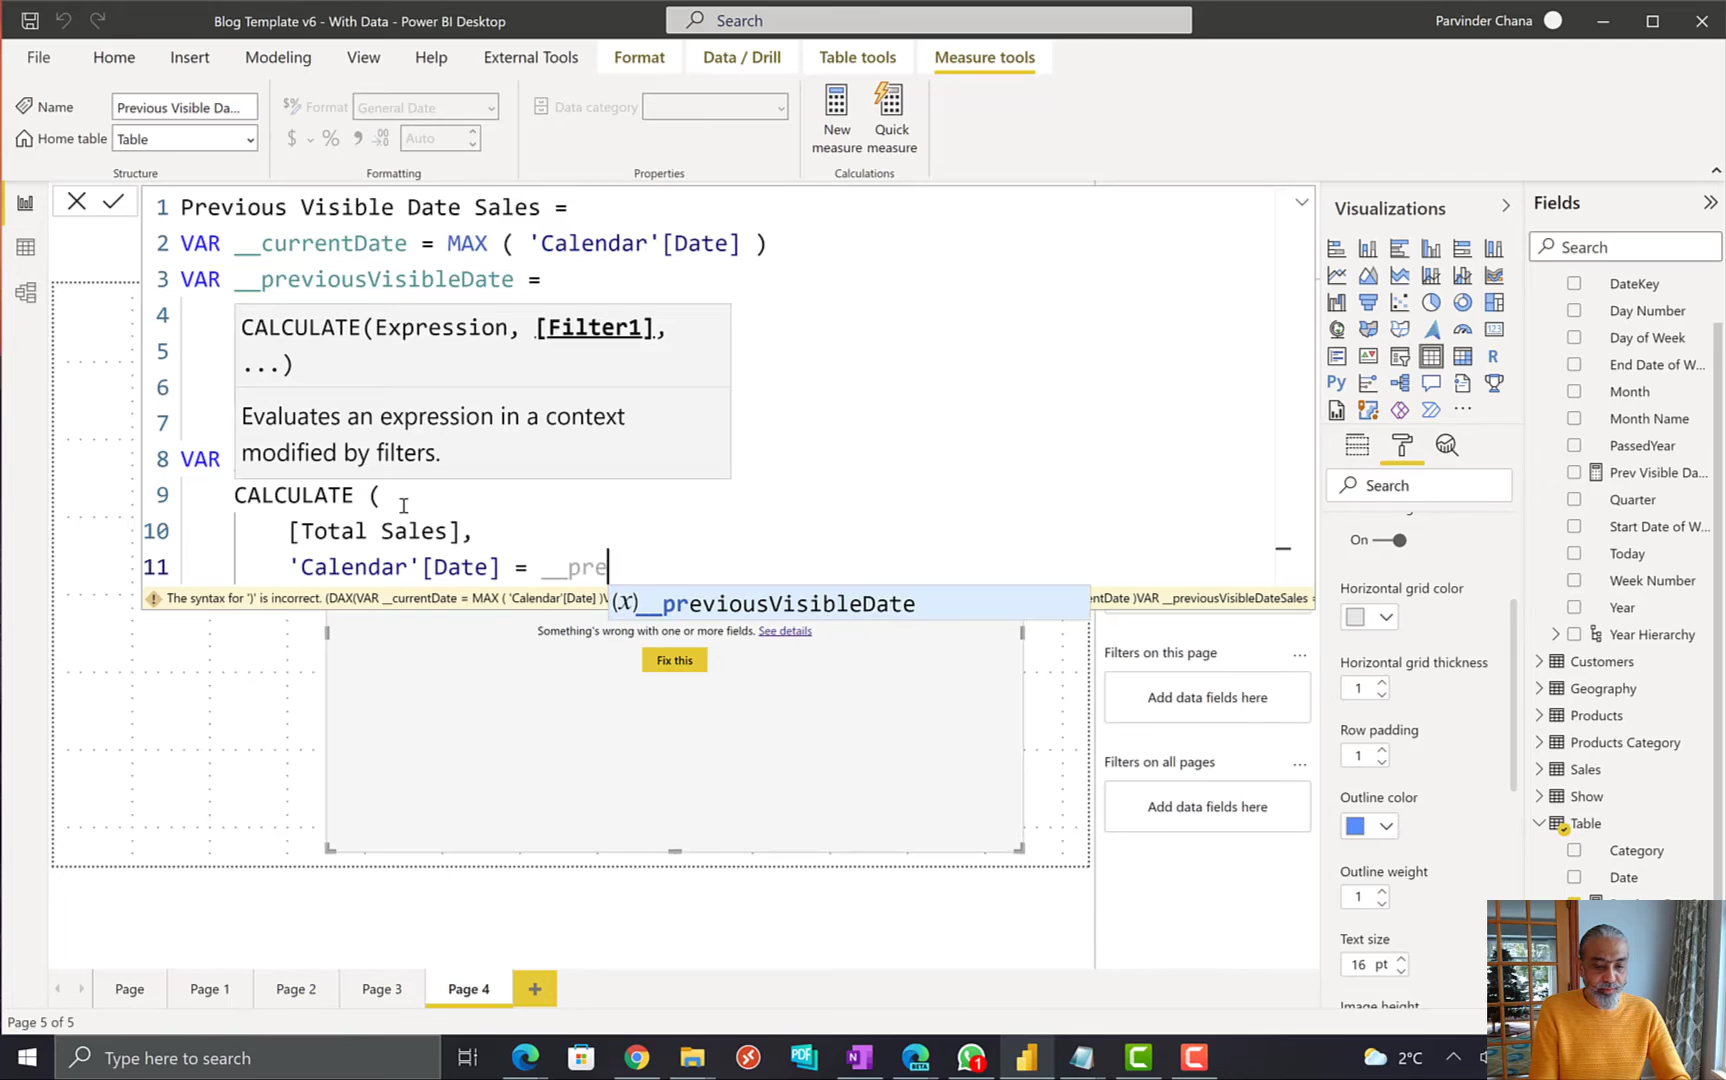 Blog Template v6 - With Data - Power BI Desktop
Search
Parvinder Chana
File Home Insert Modeling View Help External Tools Format Data / Drill Table tools Measure tools
Name Previous Visible Da...
Format General Date
Data category
Home table Table
$ % 9 .00 Auto
New measure
Quick measure
Structure Formatting Properties Calculations
1 Previous Visible Date Sales =
2 VAR __currentDate = MAX ( 'Calendar'[Date] )
3 VAR __previousVisibleDate =
4
5
6
7
8 VAR
CALCULATE(Expression, [Filter1],
...)
Evaluates an expression in a context
modified by filters.
9 CALCULATE (
10 [Total Sales],
11 'Calendar'[Date] = __pre
(x)__previousVisibleDate
The syntax for ')' is incorrect. (DAX(VAR __currentDate = MAX ( 'Calendar'[Date] )V
ntDate )VAR __previousVisibleDateSales =
Something's wrong with one or more fields. See details
Fix this
Filters on this page ...
Add data fields here
Filters on all pages ...
Add data fields here
Visualizations
R
Py
...
Search
On
Horizontal grid color
Horizontal grid thickness
1
Row padding
1
Outline color
Outline weight
1
Text size
16 pt
Image height
Fields
Search
DateKey
Day Number
Day of Week
End Date of W...
Month
Month Name
PassedYear
Prev Visible Da...
Quarter
Start Date of W...
Today
Week Number
Year
Year Hierarchy
Customers
Geography
Products
Products Category
Sales
Show
Table
Category
Date
Page Page 1 Page 2 Page 3 Page 4 +
Page 5 of 5
Type here to search
2°C